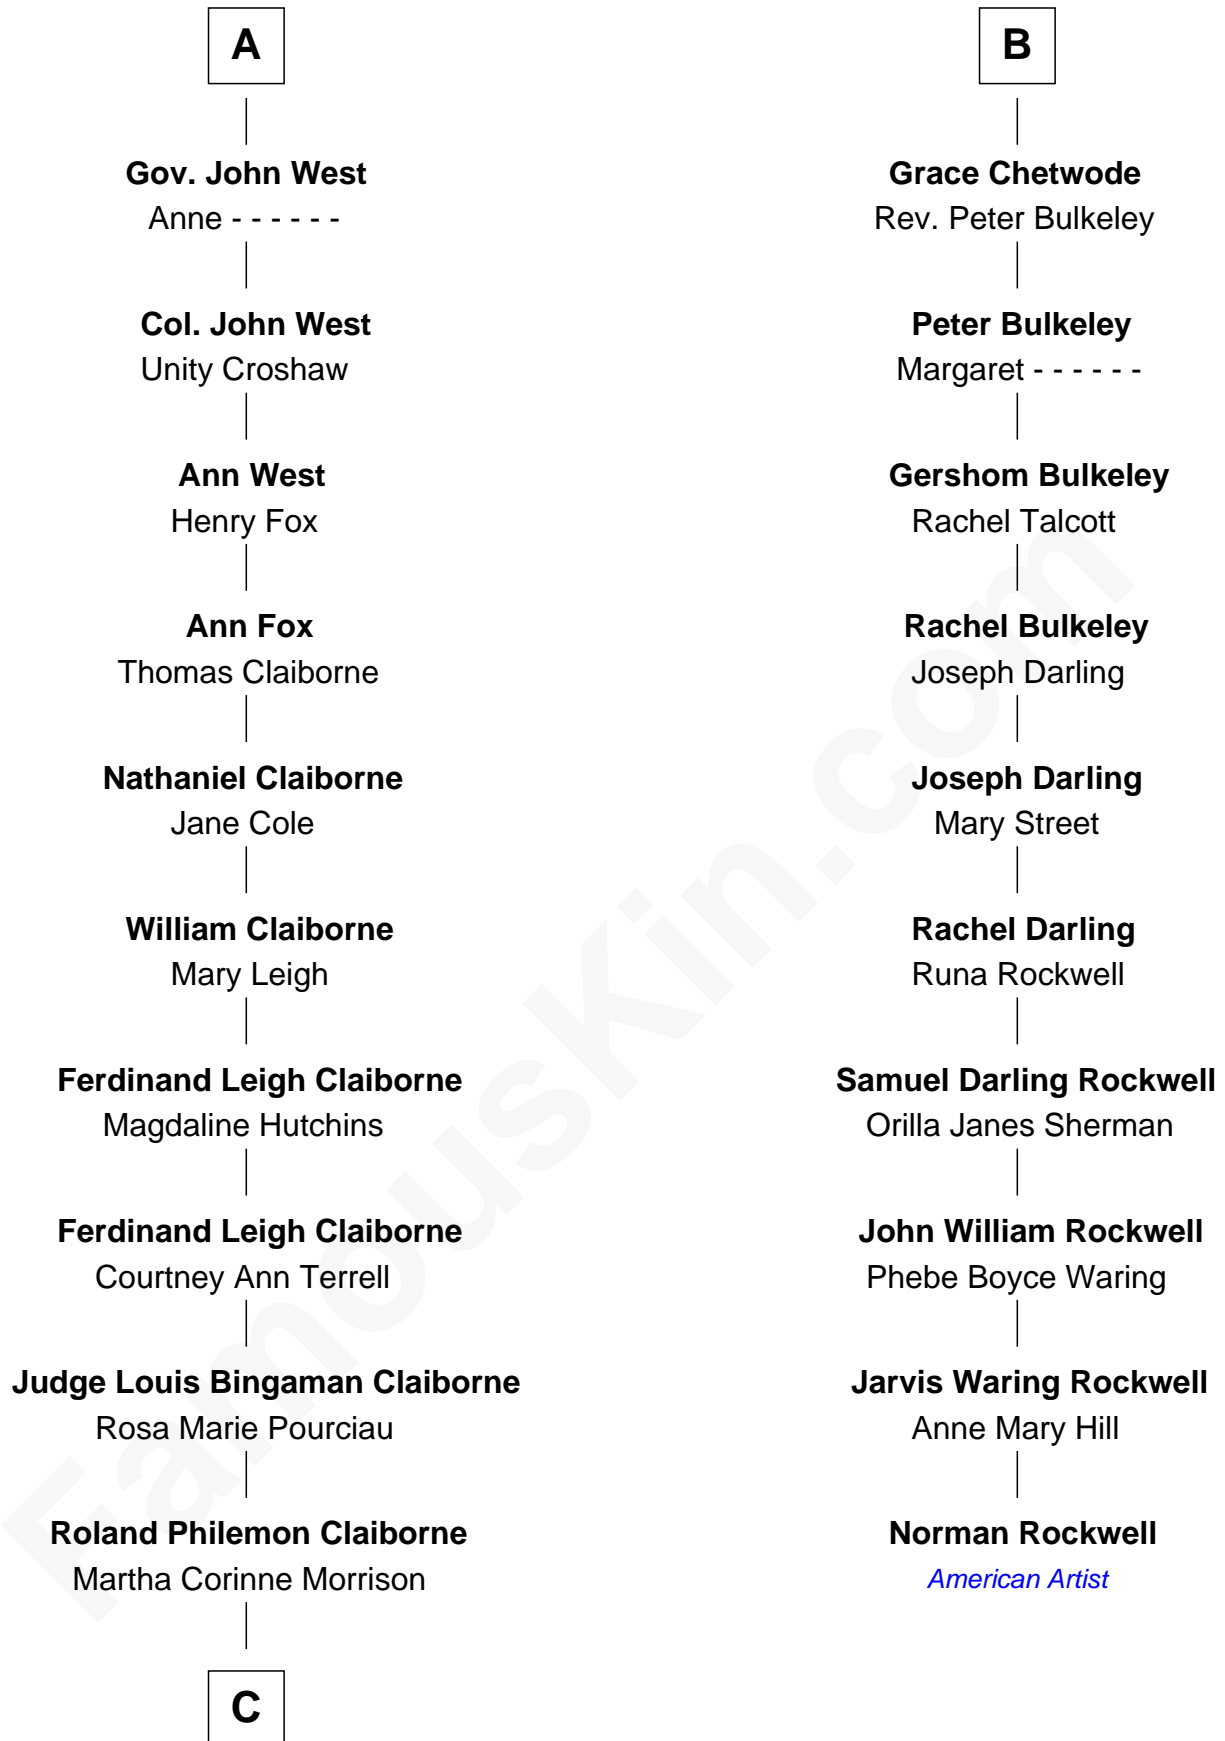 A
Gov. John West
Anne - - - - - -
Col. John West
Unity Croshaw
Ann West
Henry Fox
Ann Fox
Thomas Claiborne
Nathaniel Claiborne
Jane Cole
William Claiborne
Mary Leigh
Ferdinand Leigh Claiborne
Magdaline Hutchins
Ferdinand Leigh Claiborne
Courtney Ann Terrell
Judge Louis Bingaman Claiborne
Rosa Marie Pourciau
Roland Philemon Claiborne
Martha Corinne Morrison
C
B
Grace Chetwode
Rev. Peter Bulkeley
Peter Bulkeley
Margaret - - - - - -
Gershom Bulkeley
Rachel Talcott
Rachel Bulkeley
Joseph Darling
Joseph Darling
Mary Street
Rachel Darling
Runa Rockwell
Samuel Darling Rockwell
Orilla Janes Sherman
John William Rockwell
Phebe Boyce Waring
Jarvis Waring Rockwell
Anne Mary Hill
Norman Rockwell
American Artist
FamousKin.com